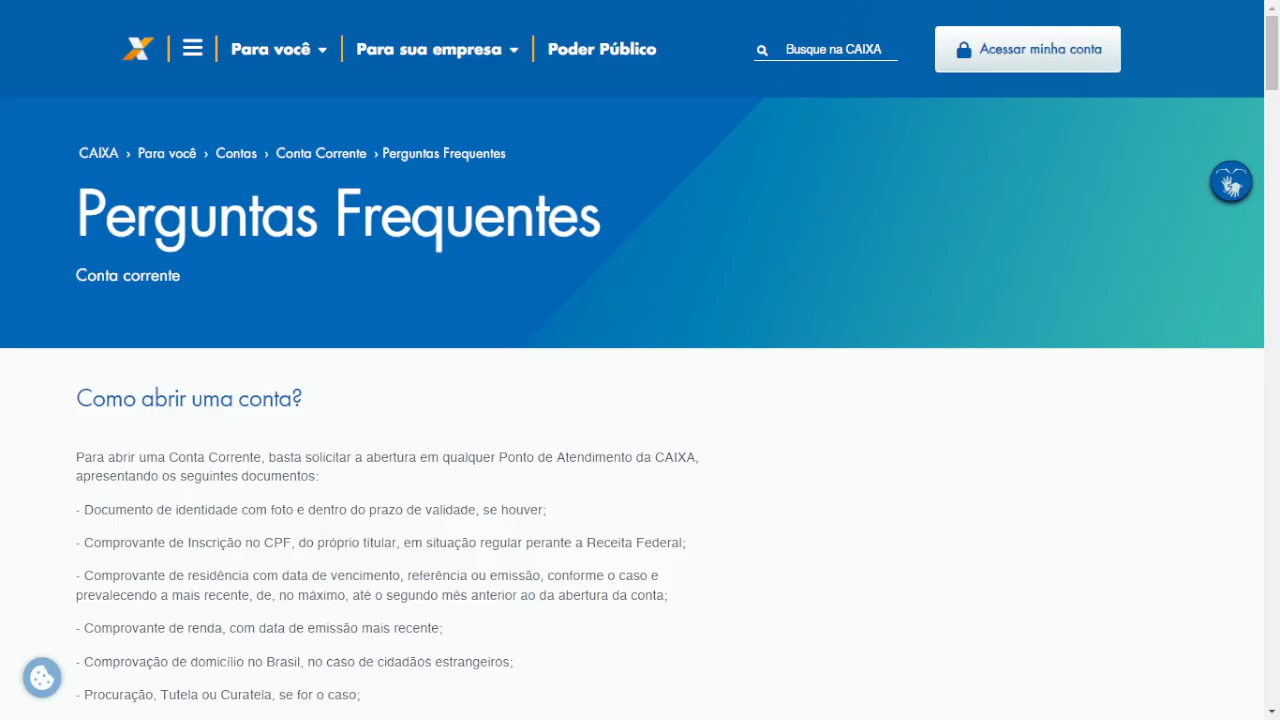 Para você
Para sua empresa
Poder Público
Busque na CAIXA
Acessar minha conta
CAIXA › Para você › Contas › Conta Corrente › Perguntas Frequentes
Perguntas Frequentes
Conta corrente
Como abrir uma conta?
Para abrir uma Conta Corrente, basta solicitar a abertura em qualquer Ponto de Atendimento da CAIXA,
apresentando os seguintes documentos:
- Documento de identidade com foto e dentro do prazo de validade, se houver;
- Comprovante de Inscrição no CPF, do próprio titular, em situação regular perante a Receita Federal;
- Comprovante de residência com data de vencimento, referência ou emissão, conforme o caso e
prevalecendo a mais recente, de, no máximo, até o segundo mês anterior ao da abertura da conta;
- Comprovante de renda, com data de emissão mais recente;
- Comprovação de domicílio no Brasil, no caso de cidadãos estrangeiros;
- Procuração, Tutela ou Curatela, se for o caso;